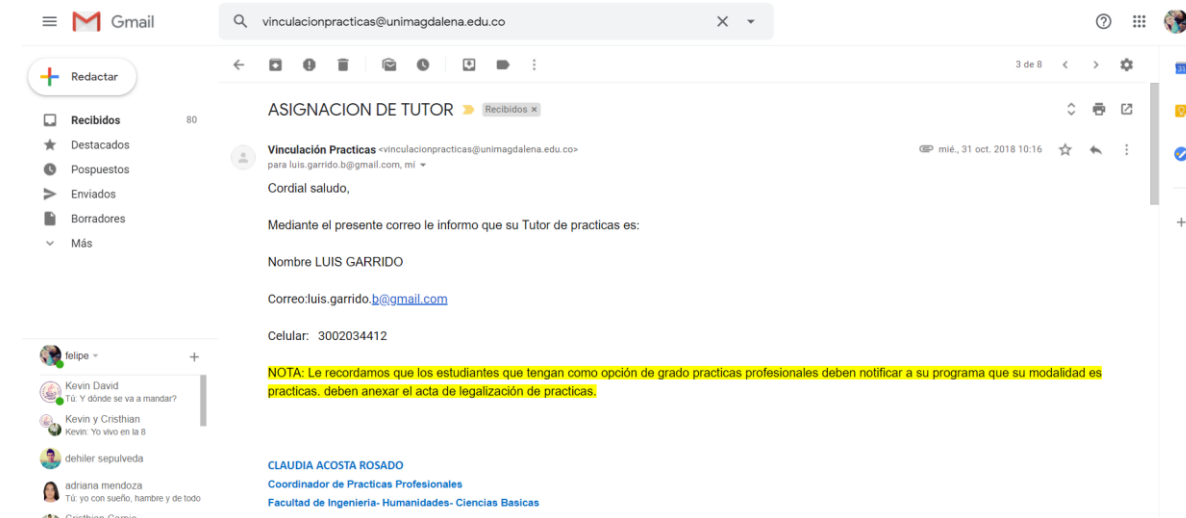 Gmail
vinculacionpracticas@unimagdalena.edu.co
Redactar
3 de 8
31
Recibidos 80
Destacados
Pospuestos
Enviados
Borradores
Más
ASIGNACION DE TUTOR Recibidos ×
Vinculación Practicas <vinculacionpracticas@unimagdalena.edu.co>
mié., 31 oct. 2018 10:16
para luis.garrido.b@gmail.com, mí
Cordial saludo,
Mediante el presente correo le informo que su Tutor de practicas es:
Nombre LUIS GARRIDO
Correo:luis.garrido.b@gmail.com
Celular: 3002034412
NOTA: Le recordamos que los estudiantes que tengan como opción de grado practicas profesionales deben notificar a su programa que su modalidad es
practicas. deben anexar el acta de legalización de practicas.
CLAUDIA ACOSTA ROSADO
Coordinador de Practicas Profesionales
Facultad de Ingenieria- Humanidades- Ciencias Basicas
felipe
Kevin David
Tú: Y dónde se va a mandar?
Kevin y Cristhian
Kevin: Yo vivo en la 8
dehiler sepulveda
adriana mendoza
Tú: yo con sueño, hambre y de todo